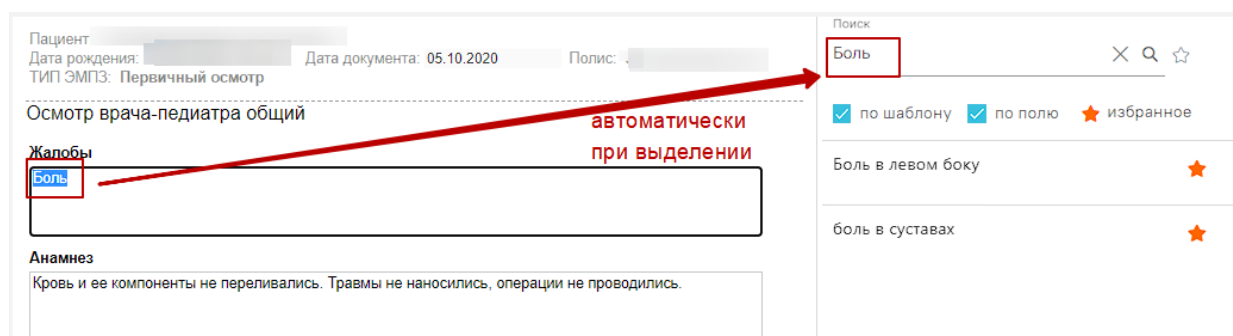 Пациент
Дата рождения: Дата документа: 05.10.2020 Полис:
ТИП ЭМПЗ: Первичный осмотр
Осмотр врача-педиатра общий
автоматически
при выделении
Жалобы
Боль
Анамнез
Кровь и ее компоненты не переливались. Травмы не наносились, операции не проводились.
Поиск
Боль
по шаблону по полю избранное
Боль в левом боку
боль в суставах